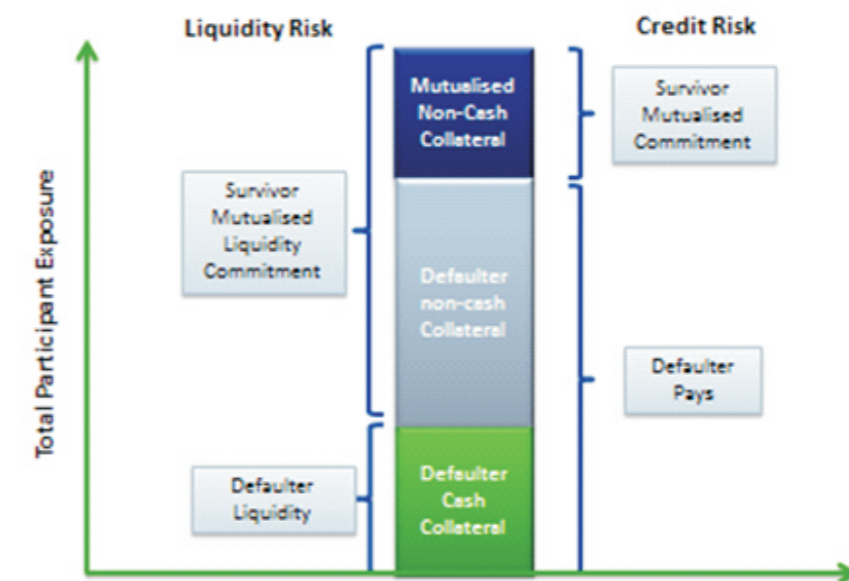 Liquidity Risk
Credit Risk
Mutualised
Non-Cash
Collateral
Survivor
Mutualised
Commitment
Survivor
Mutualised
Liquidity
Commitment
Defaulter
non-cash
Collateral
Defaulter
Pays
Defaulter
Liquidity
Defaulter
Cash
Collateral
Total Participant Exposure